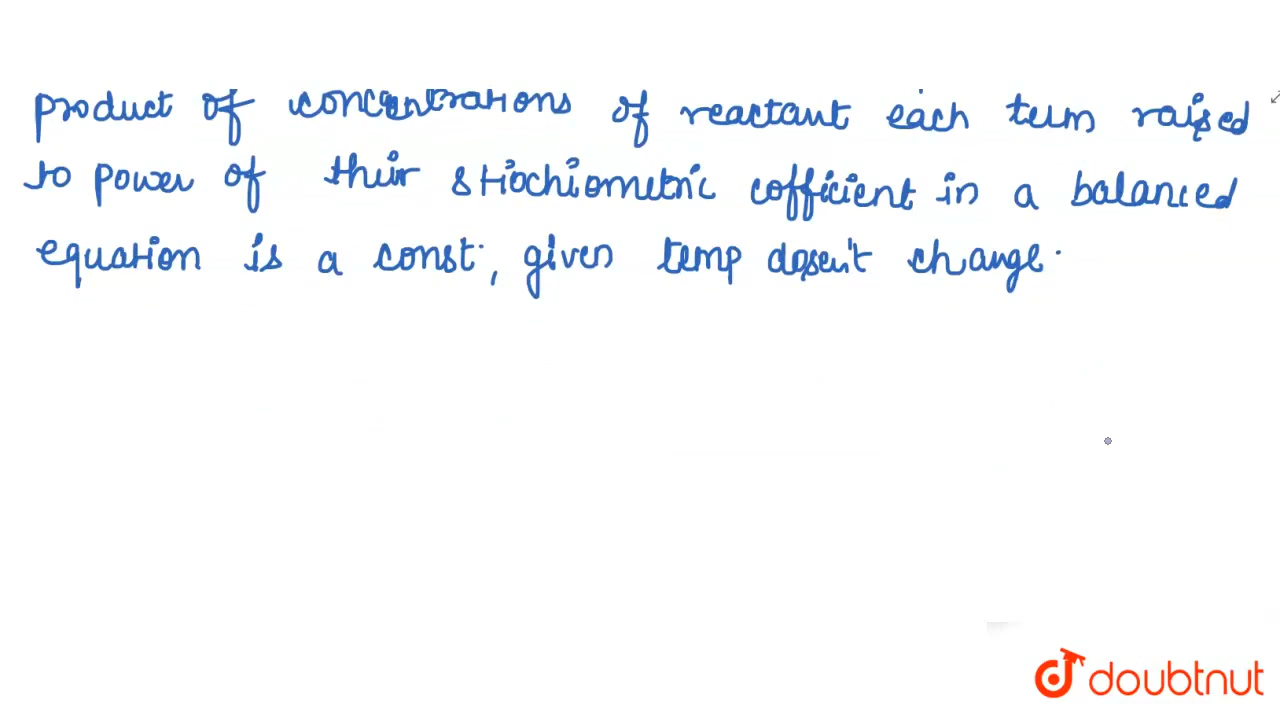 product of concentrations of reactant each term raised
to power of their stiochiometric cofficient in a balanced
equation is a const, given temp doesn't change.
doubtnut